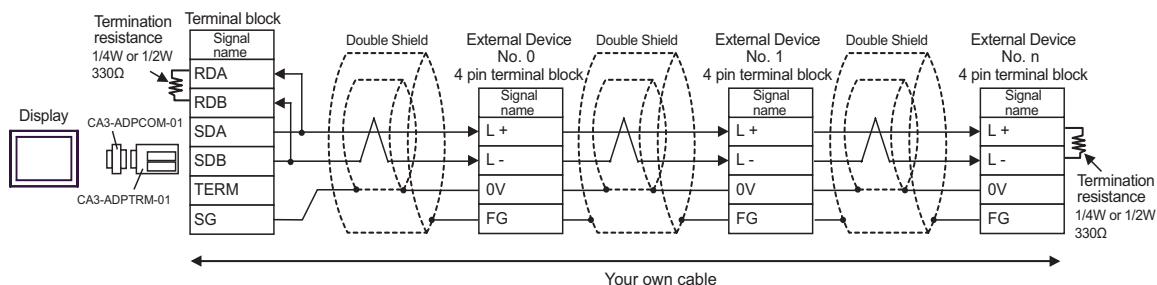 Termination
resistance
1/4W or 1/2W
330Ω
Display
CA3-ADPCOM-01
CA3-ADPTRM-01
Terminal block
Signal
name
RDA
RDB
SDA
SDB
TERM
SG
Double Shield
External Device
No. 0
4 pin terminal block
Signal
name
L +
L -
0V
FG
Double Shield
External Device
No. 1
4 pin terminal block
Signal
name
L +
L -
0V
FG
Double Shield
External Device
No. n
4 pin terminal block
Signal
name
L +
L -
0V
FG
Termination
resistance
1/4W or 1/2W
330Ω
Your own cable